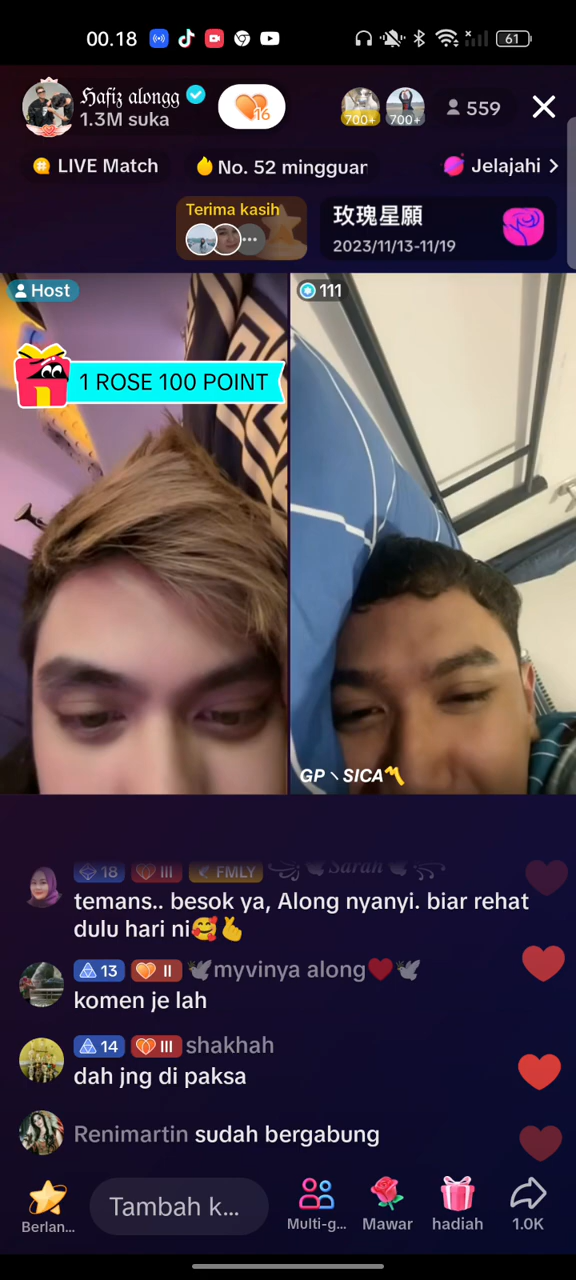 00.18
61
Hafiz alongg
1.3M suka
16
700+
700+
559
LIVE Match
No. 52 mingguan
Jelajahi
Terima kasih
玫瑰星願
2023/11/13-11/19
Host
111
1 ROSE 100 POINT
GP丶SICA〽️
18 III FMLY Sarah
temans.. besok ya, Along nyanyi. biar rehat
dulu hari ni🥰🫰
13 II 🕊️myvinya along♥️🕊️
komen je lah
14 III shakhah
dah jng di paksa
Renimartin sudah bergabung
Berlan...
Tambah k...
Multi-g...
Mawar
hadiah
1.0K